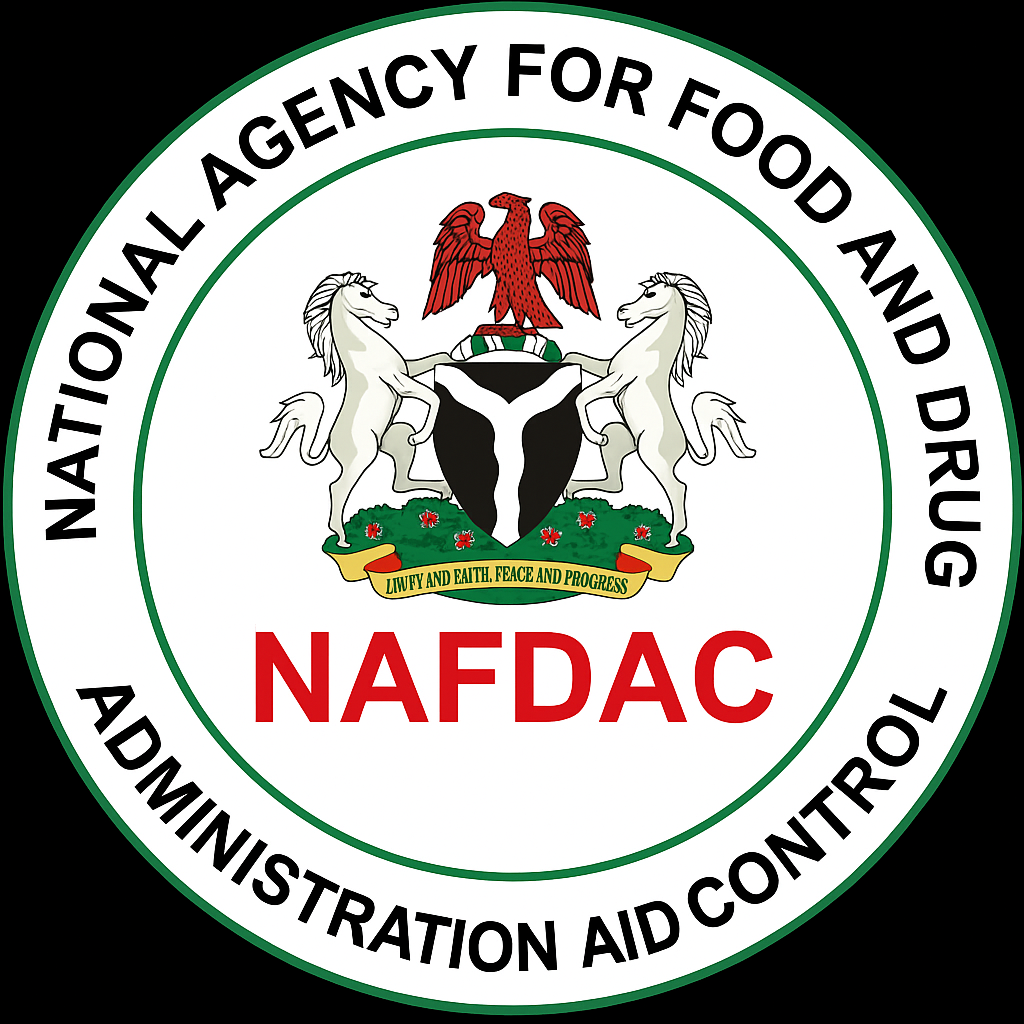 NATIONAL AGENCY FOR FOOD AND DRUG
ADMINISTRATION AID CONTROL
LIWFY AND EAITH, FEACE AND PROGRESS
NAFDAC